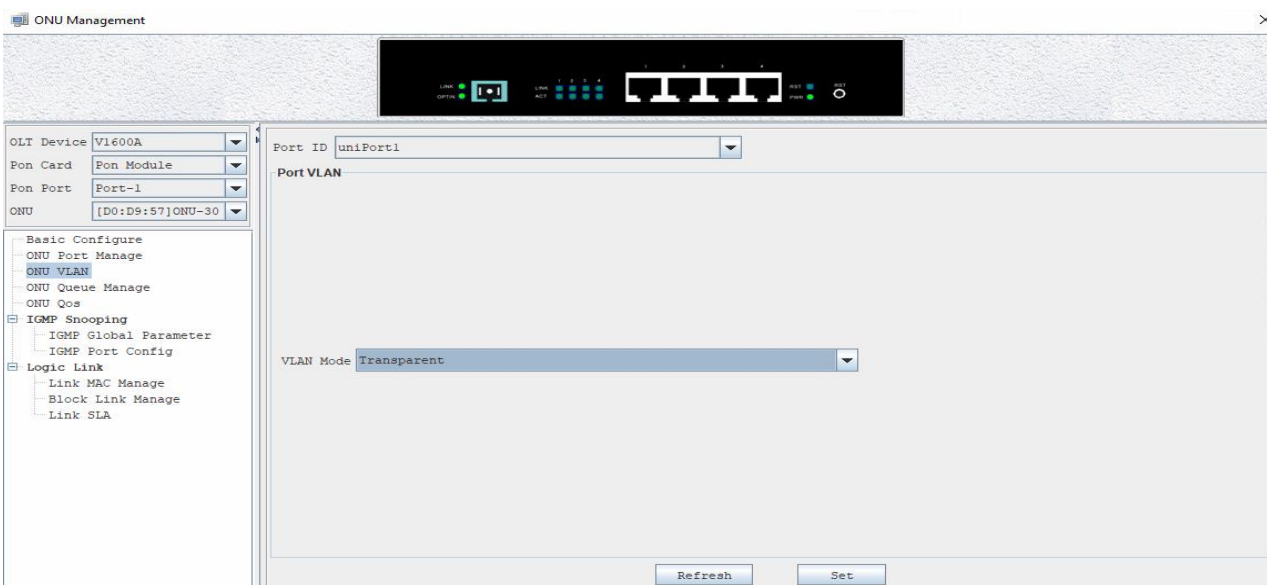 ONU Management
1 2 3 4
LINK
OPTIN
1 2 3 4
LINK
ACT
RST
PWR
RST
OLT Device V1600A
Pon Card Pon Module
Pon Port Port-1
ONU [D0:D9:57]ONU-30
Basic Configure
ONU Port Manage
ONU VLAN
ONU Queue Manage
ONU Qos
IGMP Snooping
IGMP Global Parameter
IGMP Port Config
Logic Link
Link MAC Manage
Block Link Manage
Link SLA
Port ID uniPort1
Port VLAN
VLAN Mode Transparent
Refresh Set